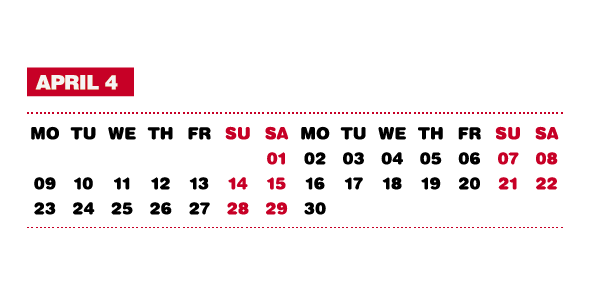 APRIL 4
MO TU WE TH FR SU SA MO TU WE TH FR SU SA
01 02 03 04 05 06 07 08
09 10 11 12 13 14 15 16 17 18 19 20 21 22
23 24 25 26 27 28 29 30